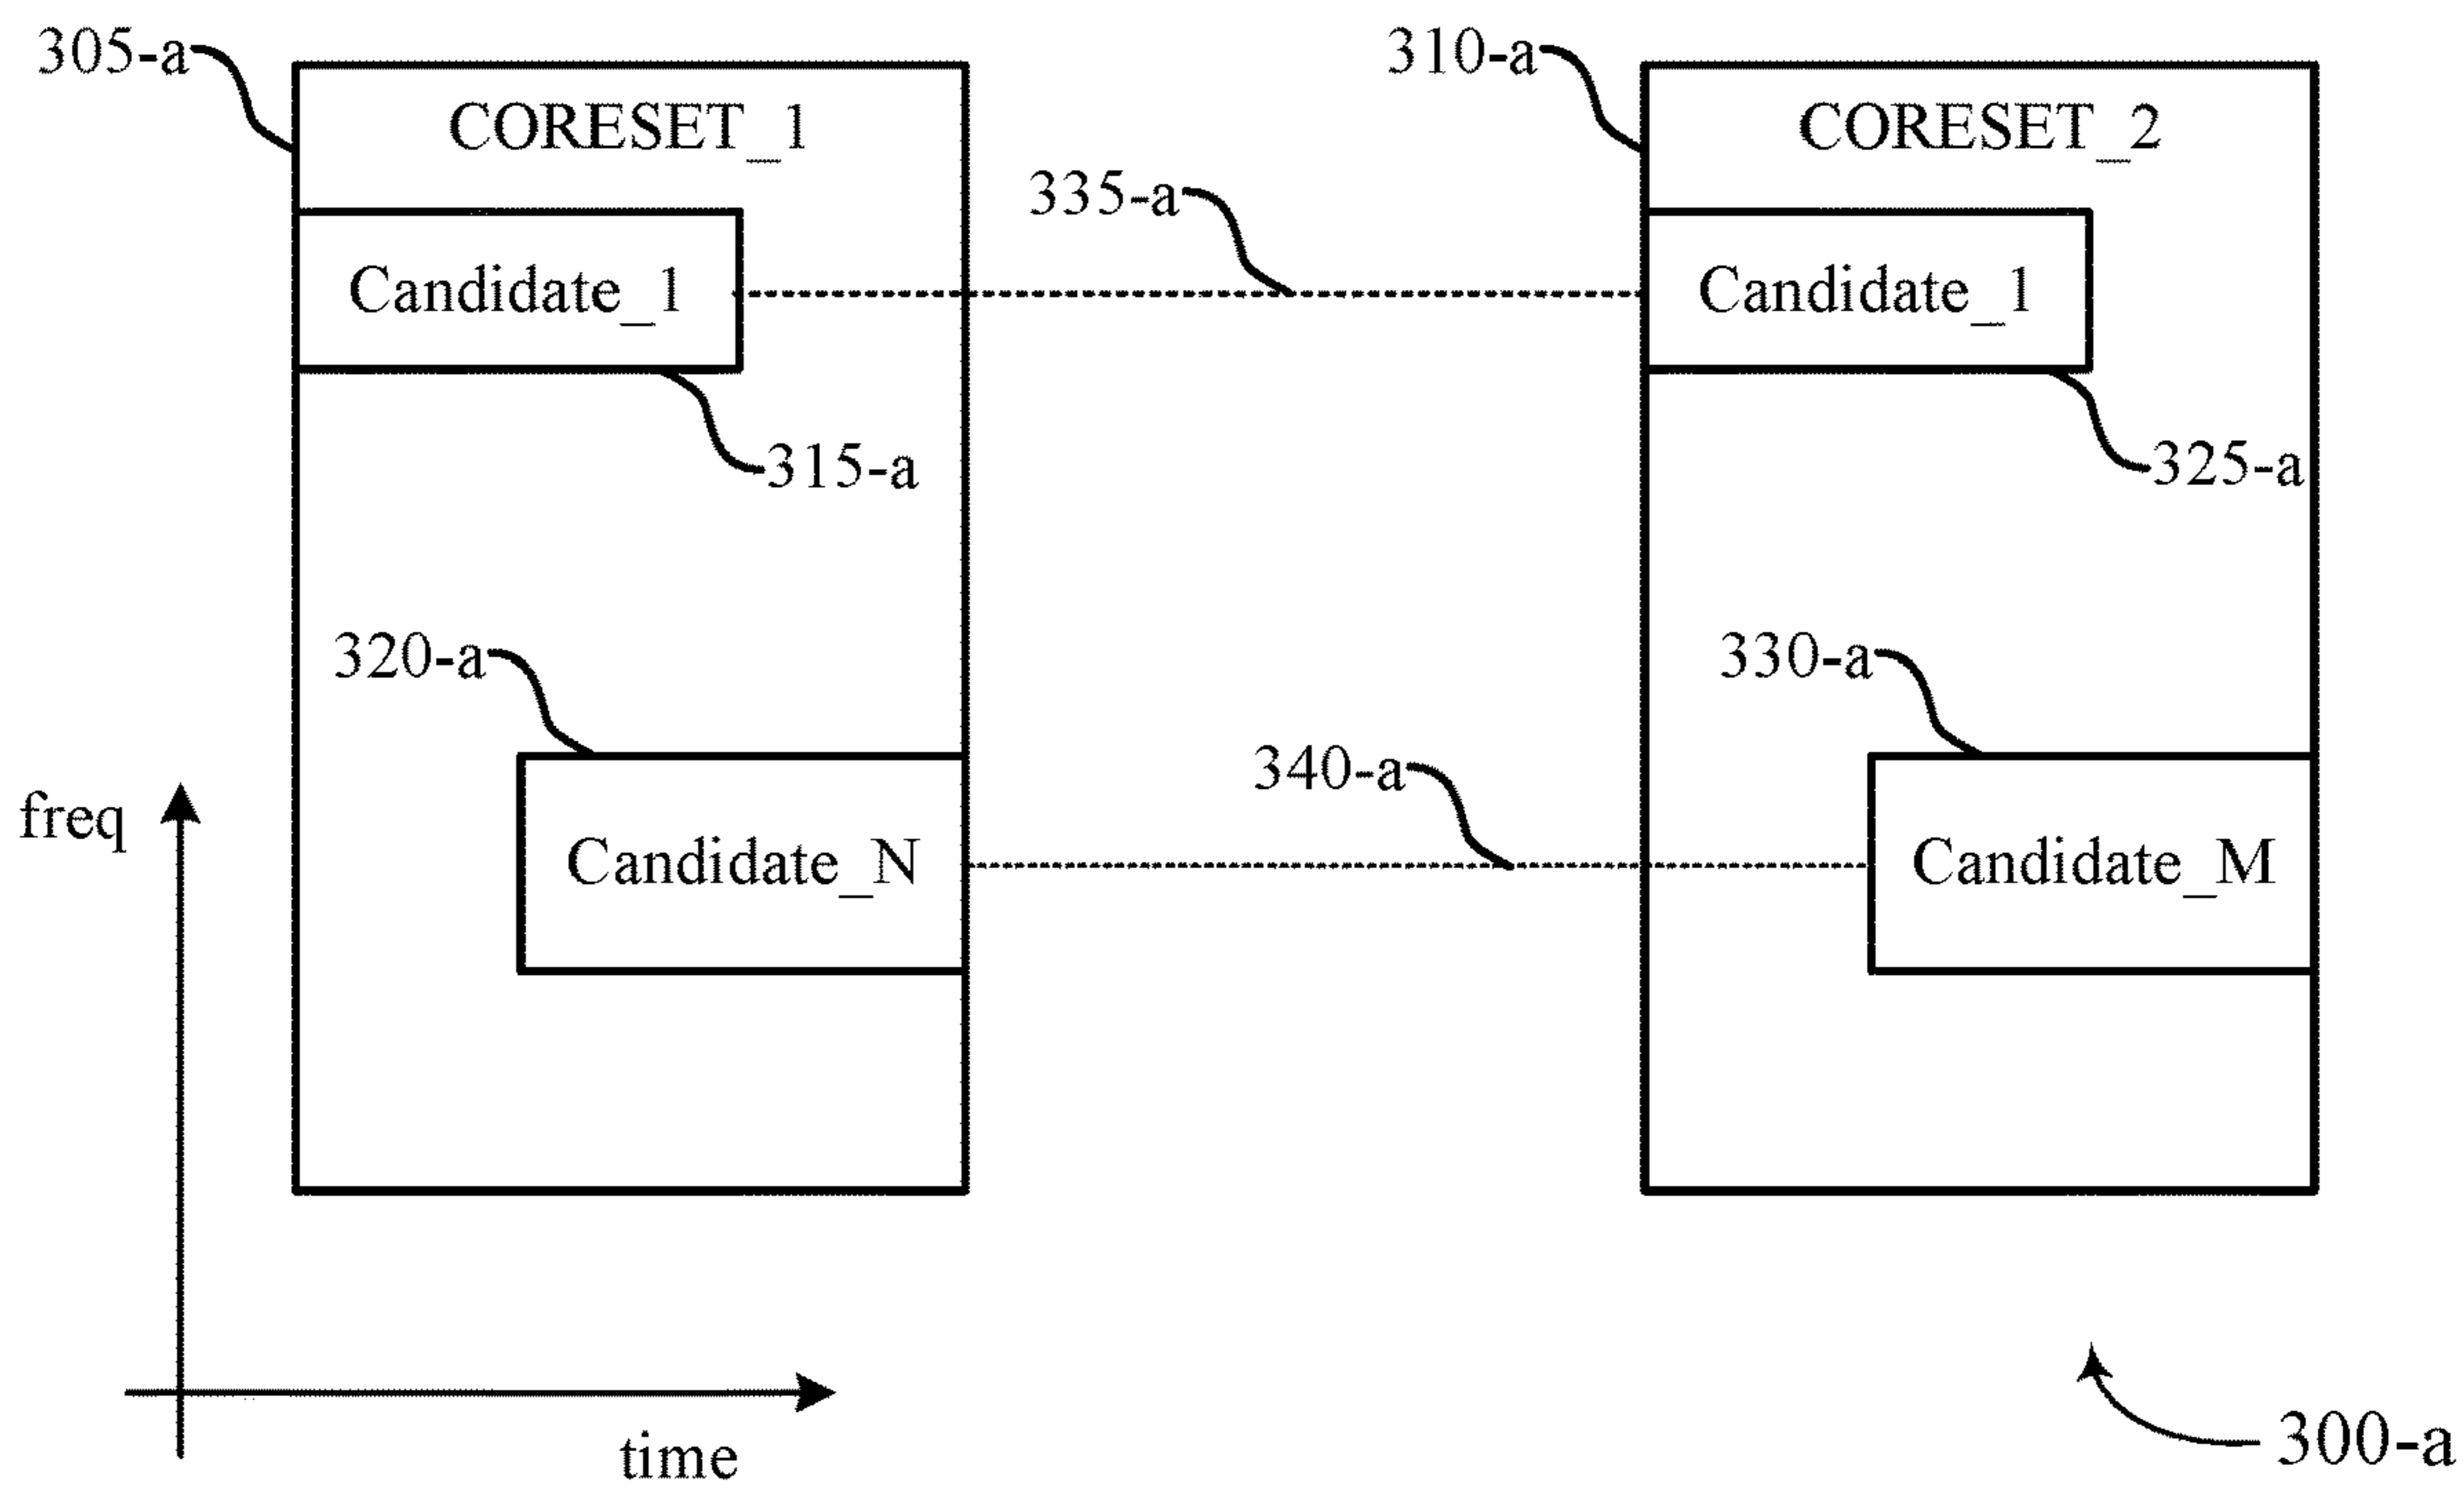 305-a
310-a
CORESET_1
CORESET_2
335-a
Candidate_1
Candidate_1
315-a
325-a
320-a
330-a
340-a
freq
Candidate_N
Candidate_M
time
300-a